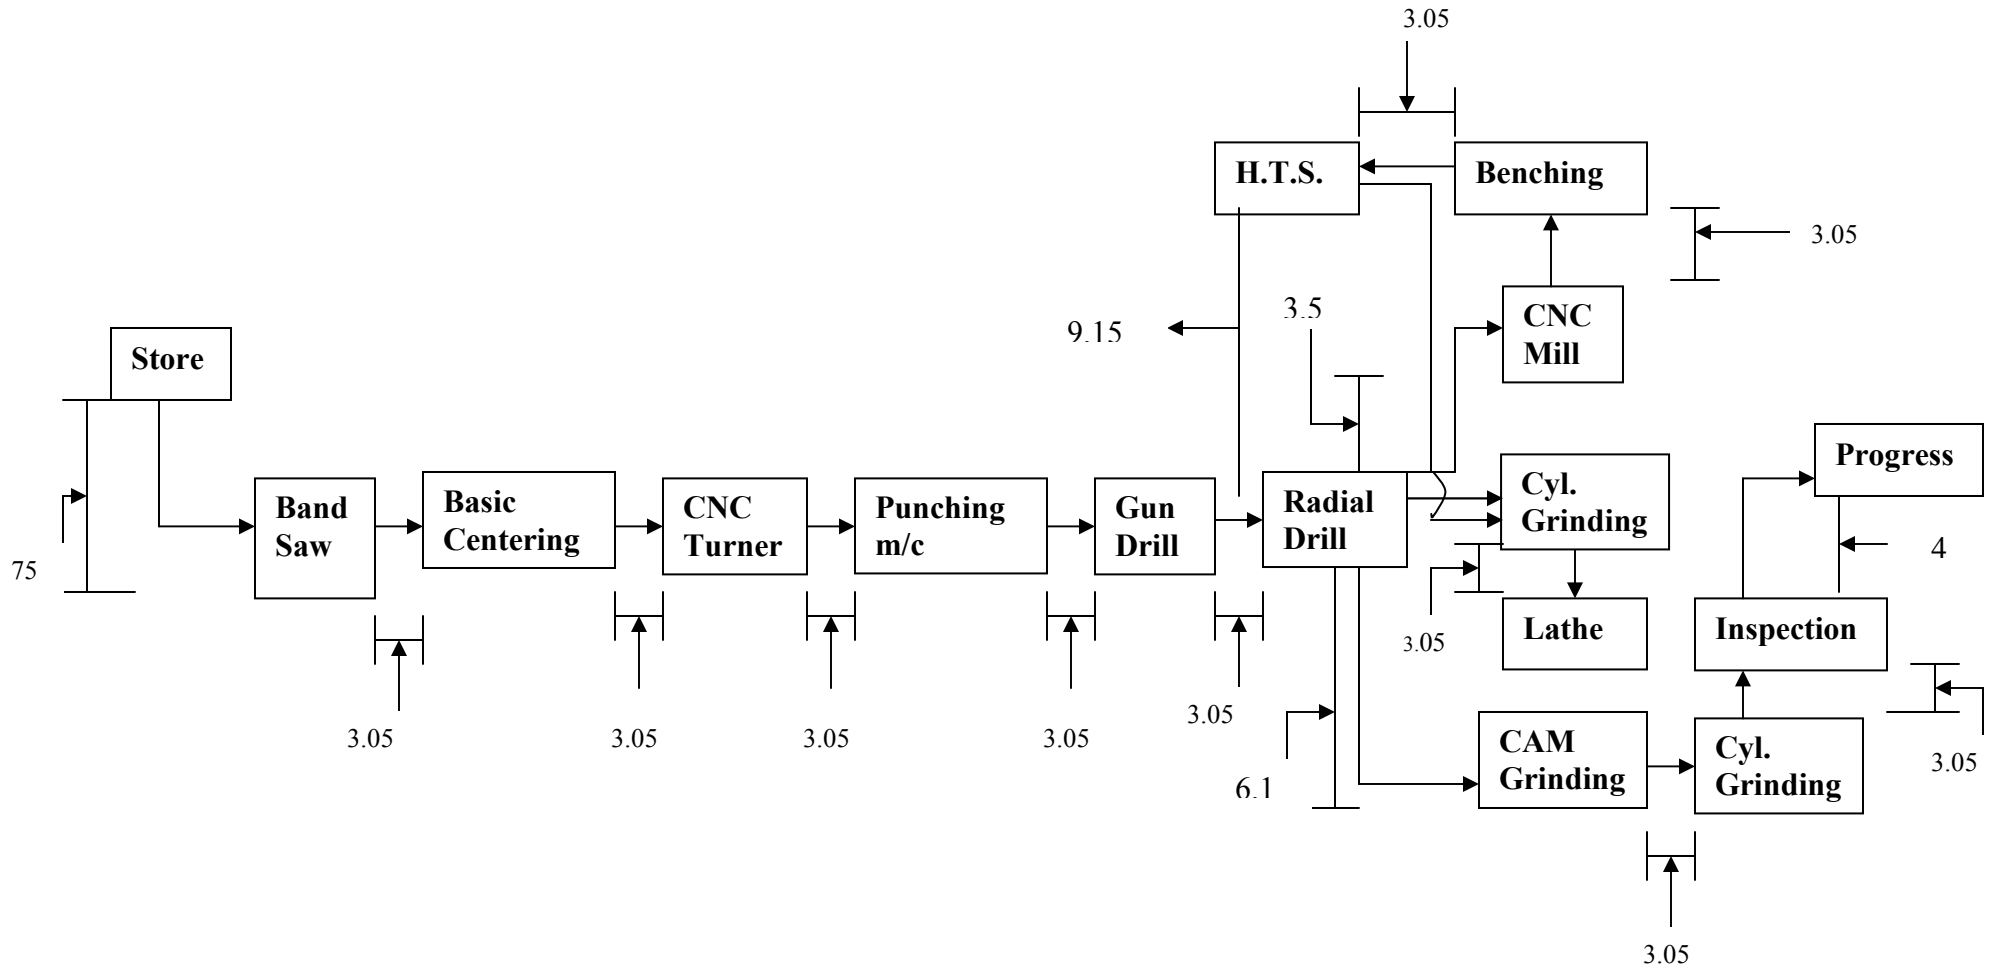 3.05
H.T.S.
Benching
3.05
3.5
CNC
Mill
9.15
Store
Progress
Band
Saw
Basic
Centering
CNC
Turner
Punching
m/c
Gun
Drill
Radial
Drill
Cyl.
Grinding
4
75
3.05
Lathe
Inspection
3.05
3.05
3.05
3.05
3.05
3.05
6.1
CAM
Grinding
Cyl.
Grinding
3.05